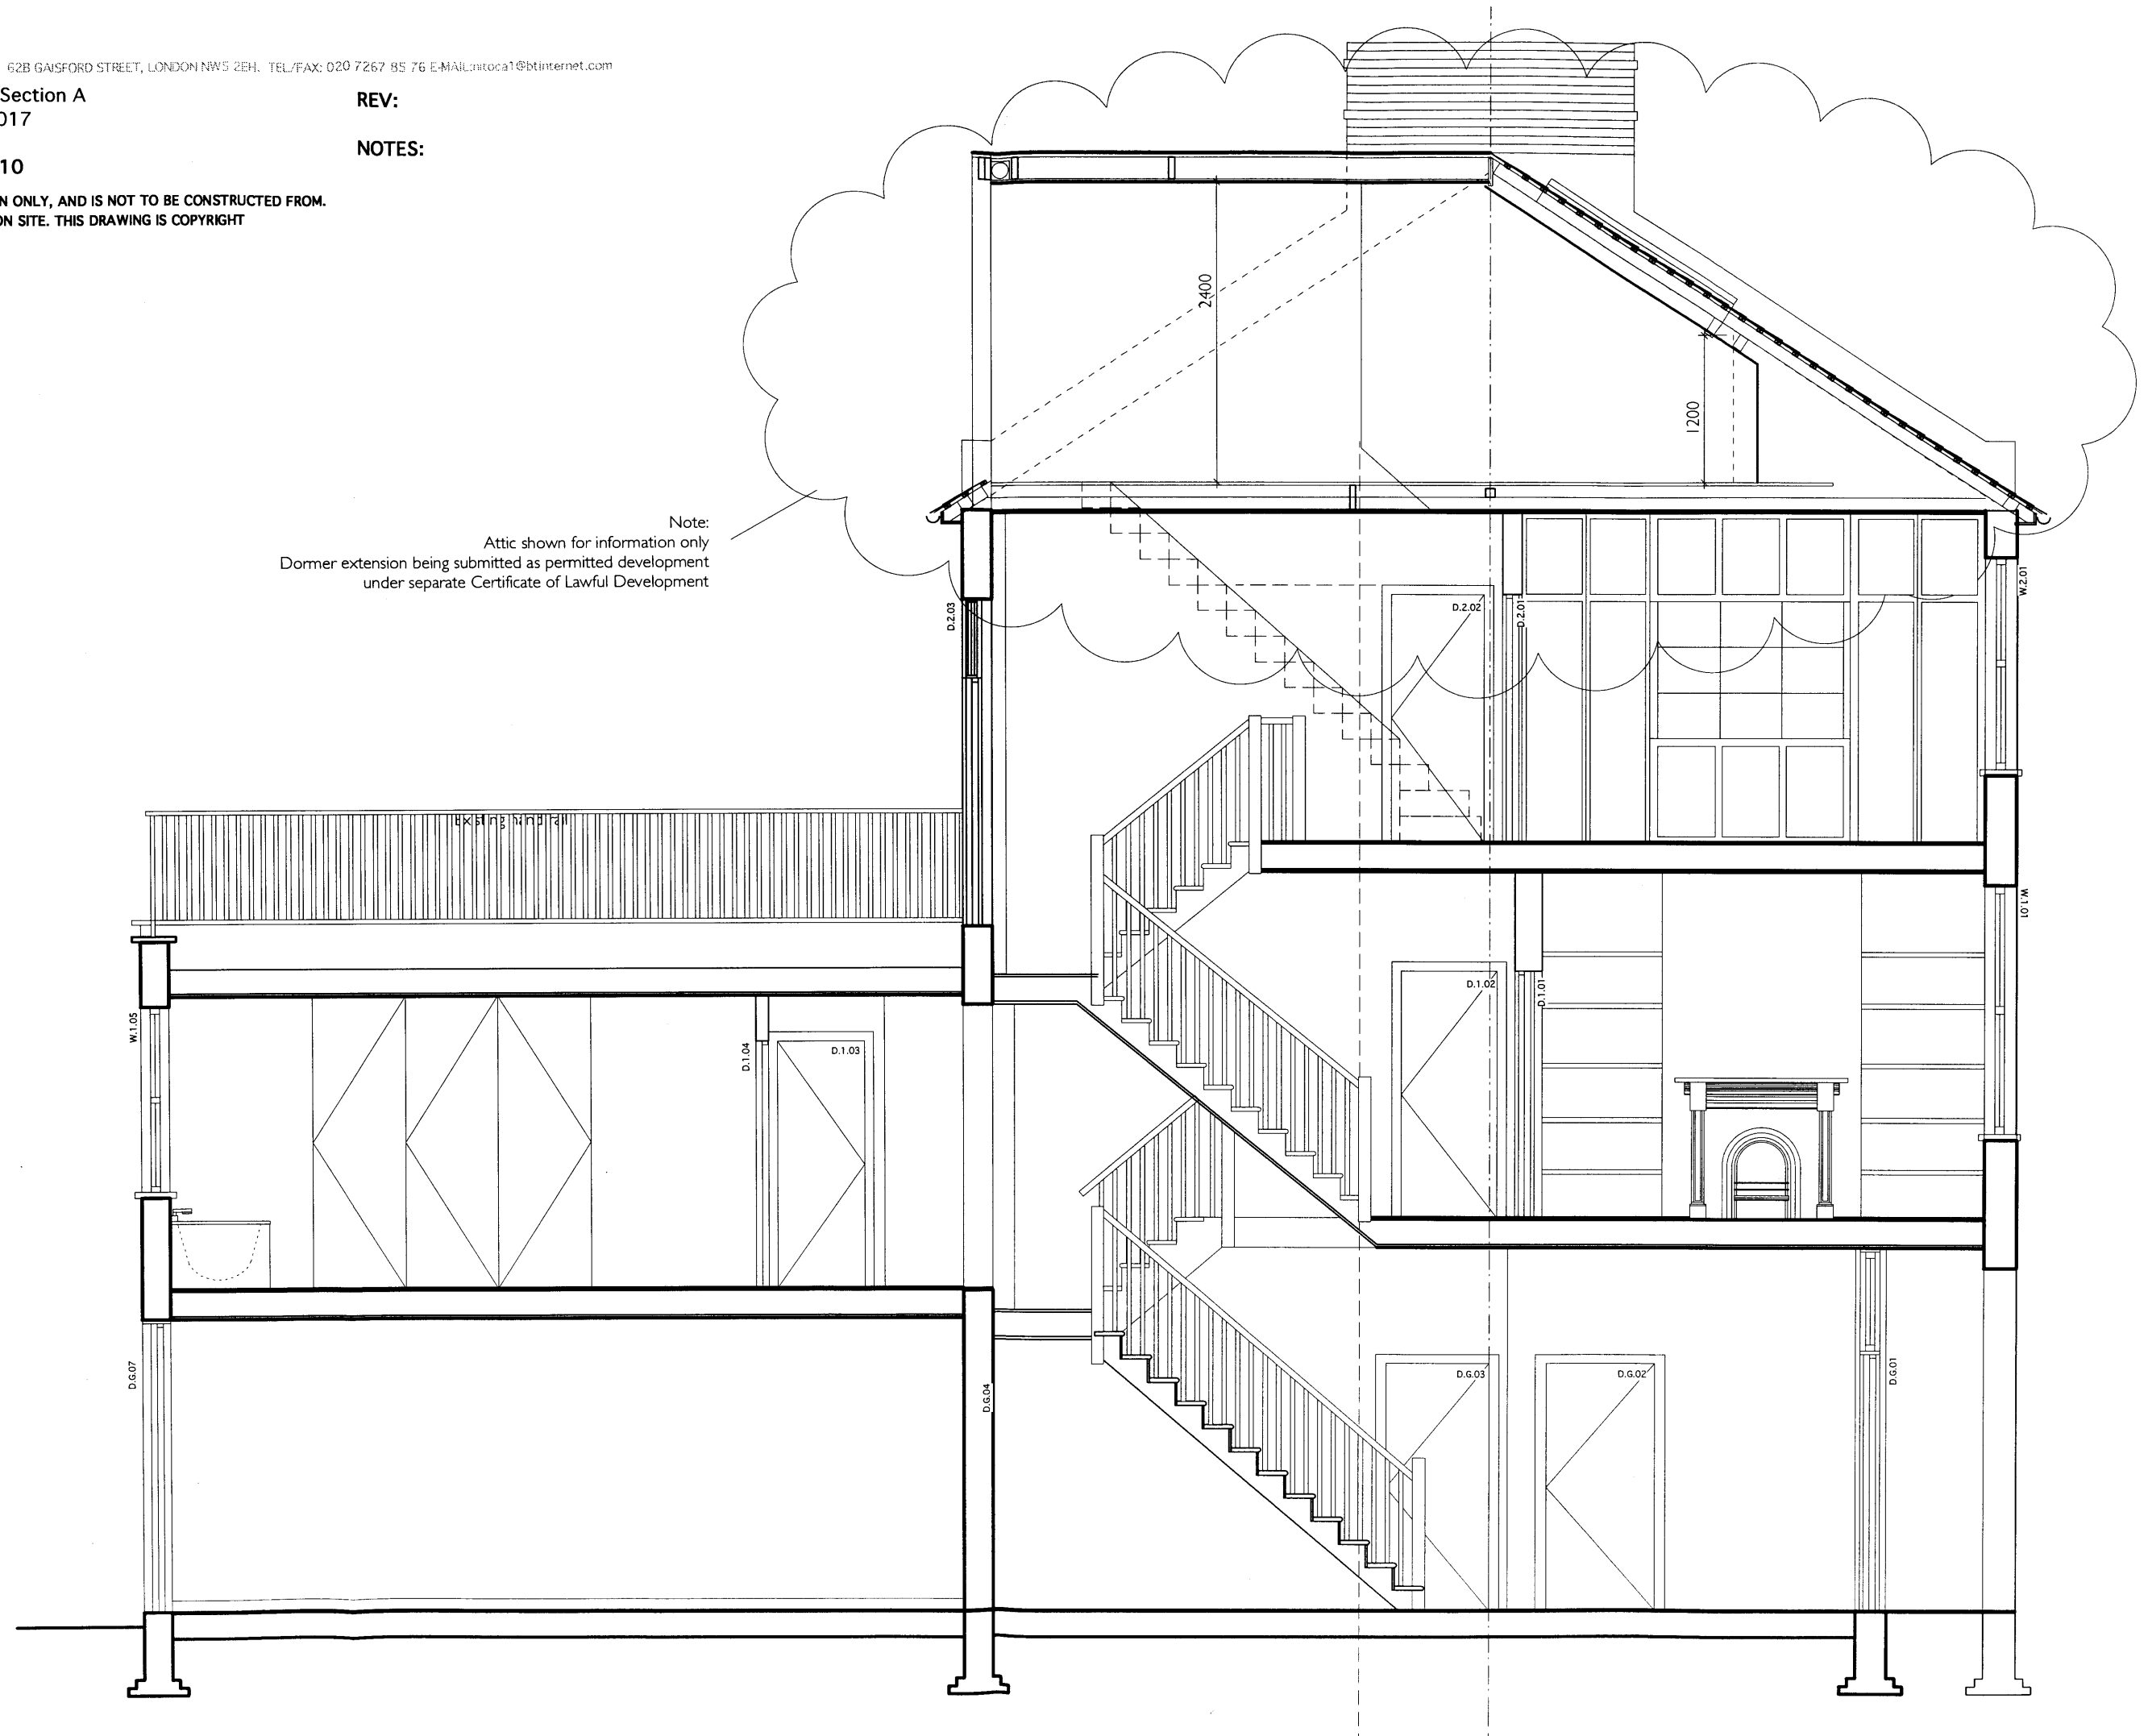 62B GAISFORD STREET, LONDON NW5 2EH. TEL/FAX: 020 7267 85 76 E-MAIL:nitoca1@btinternet.com
Section A
017
10
N ONLY, AND IS NOT TO BE CONSTRUCTED FROM.
ON SITE. THIS DRAWING IS COPYRIGHT
REV:
NOTES:
2400
1200
Note:
Attic shown for information only
Dormer extension being submitted as permitted development
under separate Certificate of Lawful Development
D.2.03
D.2.02
D.2.01
W.2.01
Existing hand rail
W.1.01
D.1.02
D.1.01
W.1.05
D.1.04
D.1.03
D.G.07
D.G.04
D.G.03
D.G.02
D.G.01